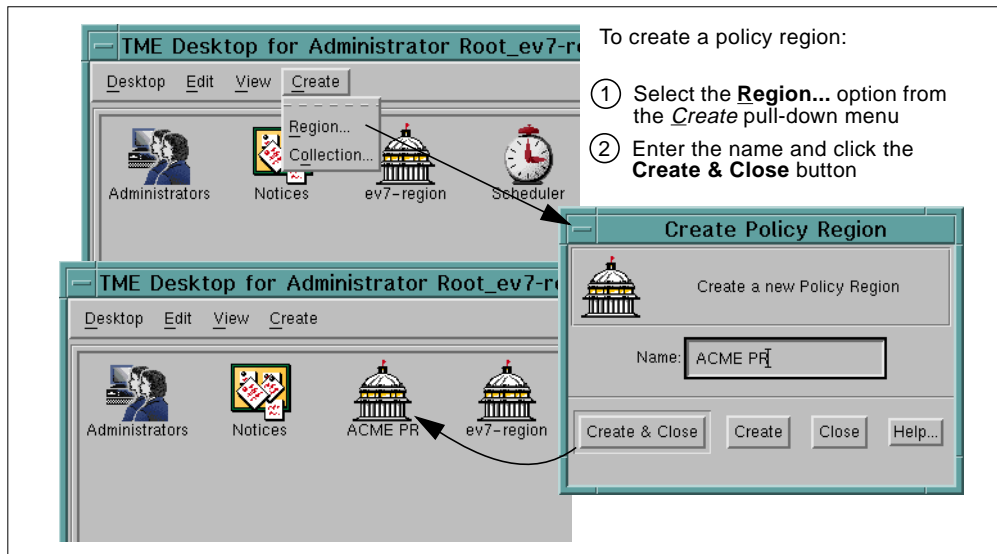 TME Desktop for Administrator Root_ev7-r
Desktop Edit View Create
Region...
Collection...
Administrators Notices ev7-region Scheduler
To create a policy region:
1 Select the Region... option from
the Create pull-down menu
2 Enter the name and click the
Create & Close button
Create Policy Region
Create a new Policy Region
Name: ACME PR
Create & Close Create Close Help...
TME Desktop for Administrator Root_ev7-r
Desktop Edit View Create
Administrators Notices ACME PR ev7-region